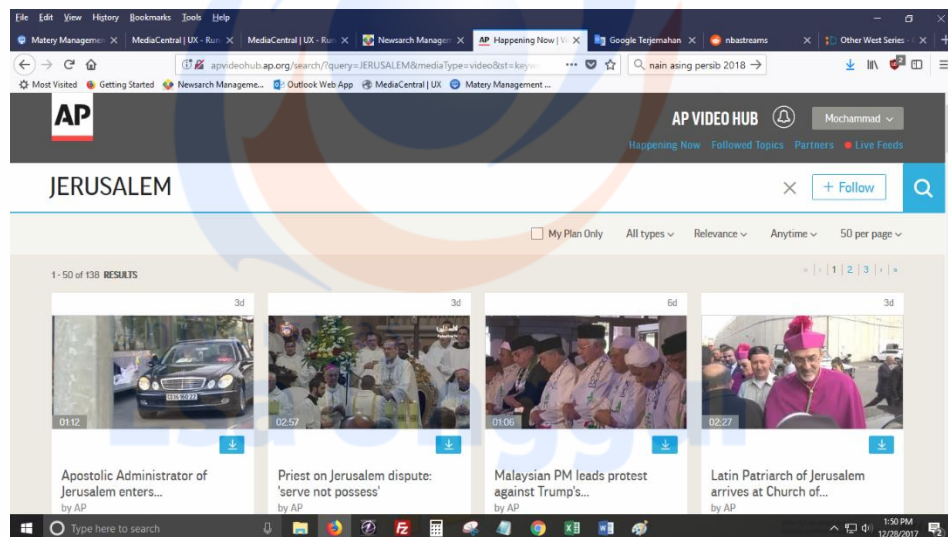 File Edit View History Bookmarks Tools Help
Matery Managemen × MediaCentral | UX - Run × MediaCentral | UX - Run × Newsarch Managem × AP Happening Now | Vi × Google Terjemahan × nbastreams × Other West Series -
apvideohub.ap.org/search/?query=JERUSALEM&mediaType=video&st=keyw
nain asing persib 2018
Most Visited Getting Started Newsarch Manageme... Outlook Web App MediaCentral | UX Matery Management ...
AP
AP VIDEO HUB Mochammad
Happening Now Followed Topics Partners Live Feeds
JERUSALEM × + Follow
My Plan Only All types Relevance Anytime 50 per page
1 - 50 of 138 RESULTS
« | ‹ | 1 | 2 | 3 | › | »
3d 3d 6d 3d
01:12 02:57 01:06 02:27
Apostolic Administrator of Jerusalem enters...
by AP
Priest on Jerusalem dispute: 'serve not possess'
by AP
Malaysian PM leads protest against Trump's...
by AP
Latin Patriarch of Jerusalem arrives at Church of...
by AP
Esa Unggul
Type here to search
1:50 PM
12/28/2017